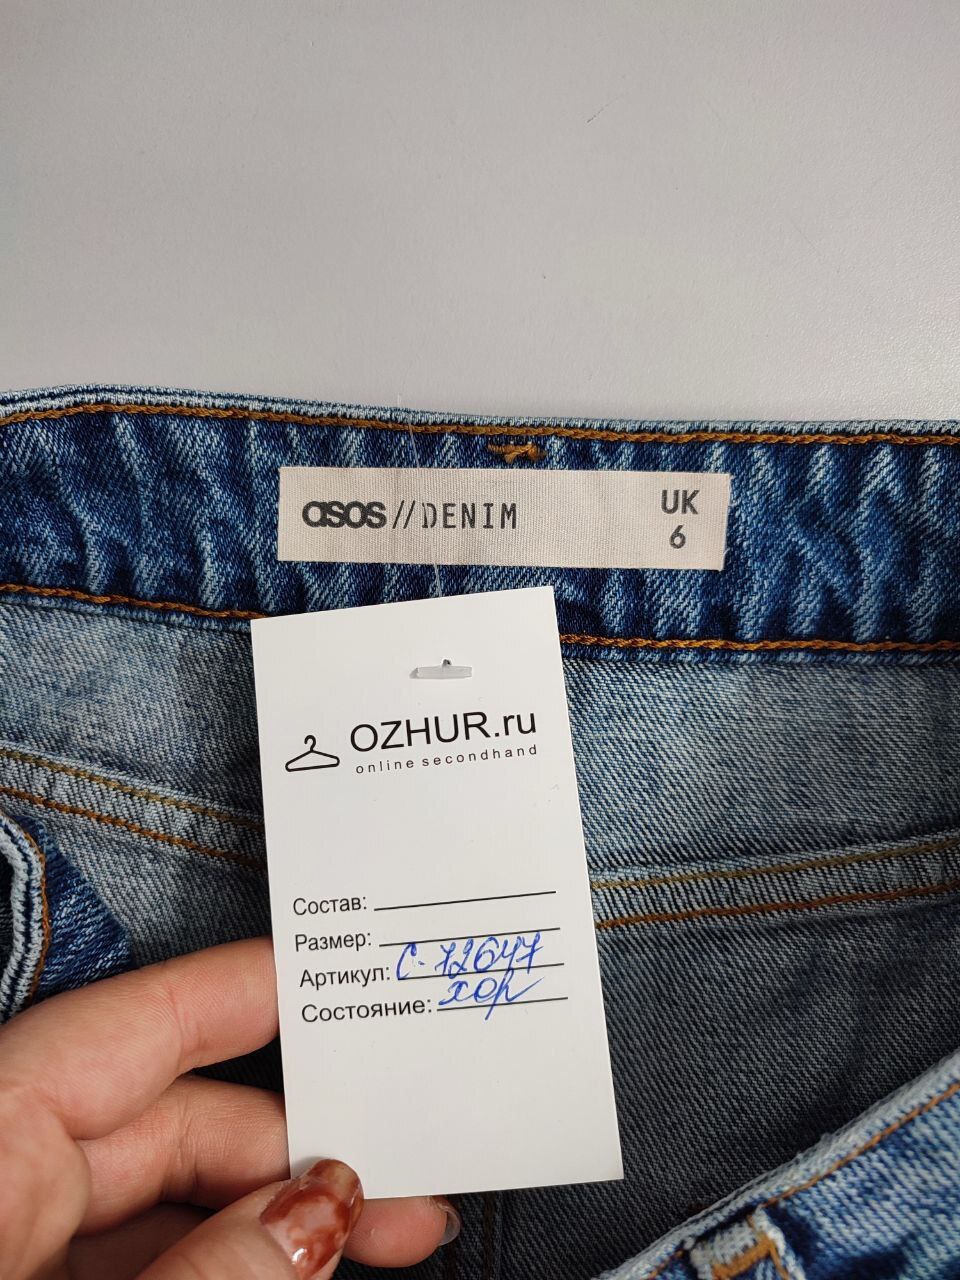 asos//DENIM
UK
6
OZHUR.ru
online secondhand
Состав:
Размер:
Артикул: С-72647
Состояние: хор